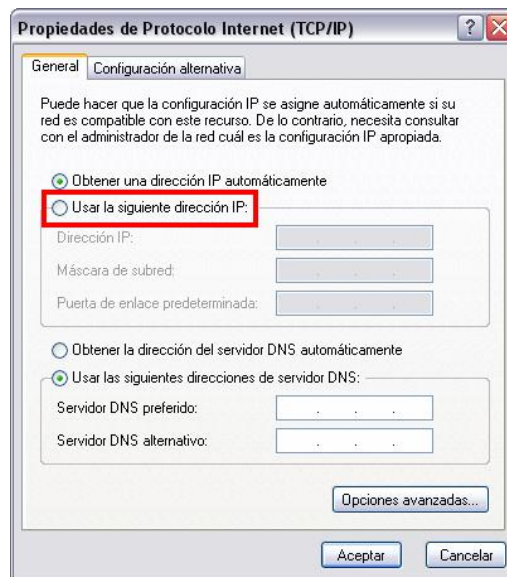 Propiedades de Protocolo Internet (TCP/IP)
General
Configuración alternativa
Puede hacer que la configuración IP se asigne automáticamente si su
red es compatible con este recurso. De lo contrario, necesita consultar
con el administrador de la red cuál es la configuración IP apropiada.
Obtener una dirección IP automáticamente
Usar la siguiente dirección IP:
Dirección IP:
Máscara de subred:
Puerta de enlace predeterminada:
Obtener la dirección del servidor DNS automáticamente
Usar las siguientes direcciones de servidor DNS:
Servidor DNS preferido:
Servidor DNS alternativo:
Opciones avanzadas...
Aceptar
Cancelar